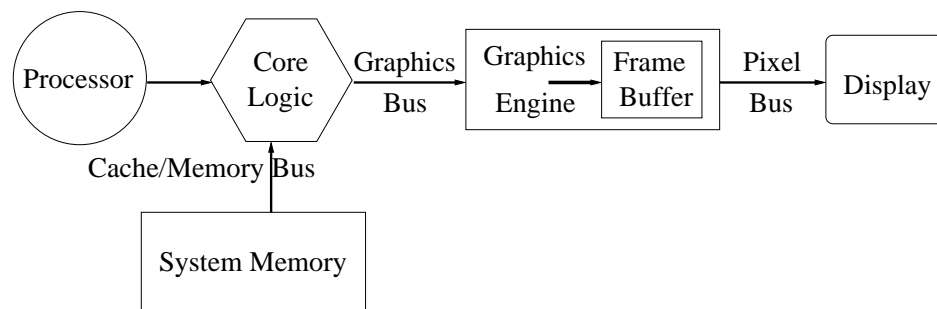 Processor
Core
Logic
Graphics
Bus
Graphics
Engine
Frame
Buffer
Pixel
Bus
Display
Cache/Memory Bus
System Memory